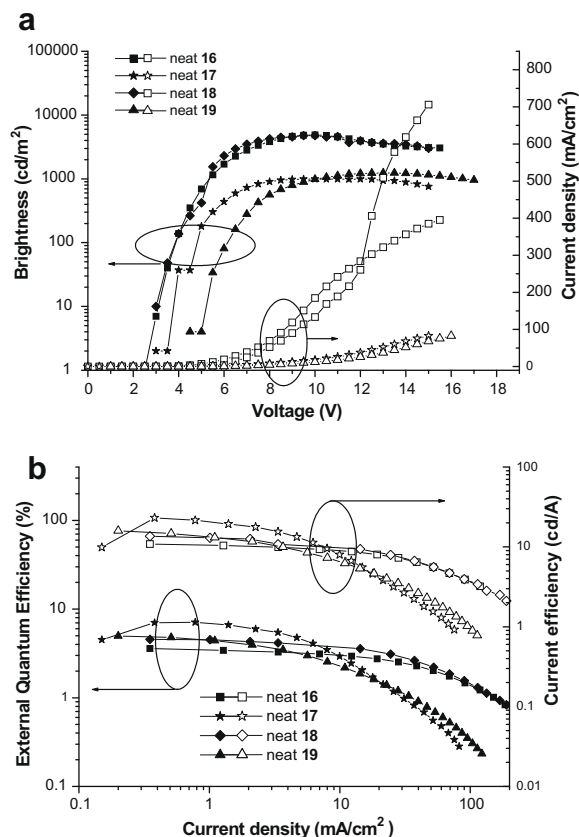 a
100000
10000
1000
100
10
1
Brightness (cd/m²)
neat 16
neat 17
neat 18
neat 19
800
700
600
500
400
300
200
100
0
Current density (mA/cm²)
0 2 4 6 8 10 12 14 16 18
Voltage (V)
b
100
10
1
0.1
External Quantum Efficiency (%)
100
10
1
0.1
0.01
Current efficiency (cd/A)
neat 16
neat 17
neat 18
neat 19
0.1 1 10 100
Current density (mA/cm²)